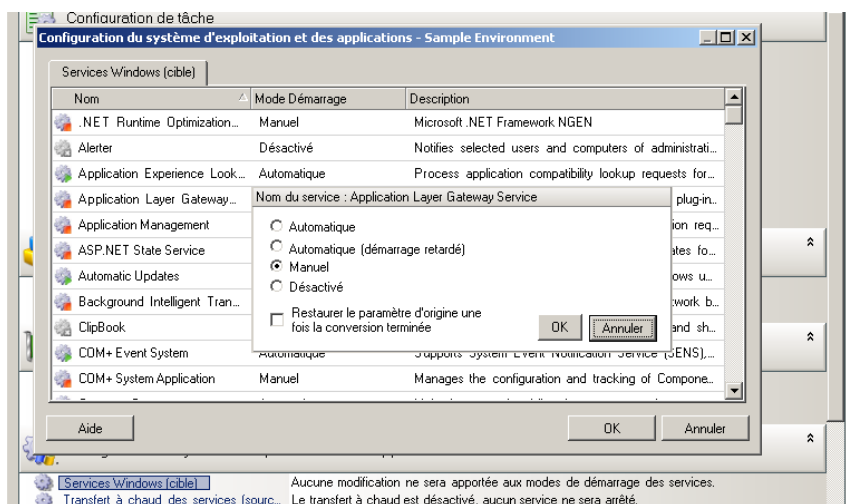 Configuration de tâche
Configuration du système d'exploitation et des applications - Sample Environment
Services Windows (cible)
Nom Mode Démarrage Description
.NET Runtime Optimization... Manuel Microsoft .NET Framework NGEN
Alerter Désactivé Notifies selected users and computers of administrati...
Application Experience Look... Automatique Process application compatibility lookup requests for...
Application Layer Gateway... plug-in...
Nom du service : Application Layer Gateway Service
Application Management ion req...
Automatique
ASP.NET State Service ates fo...
Automatique (démarrage retardé)
Manuel
Automatic Updates ows u...
Désactivé
Background Intelligent Tran... twork b...
Restaurer le paramètre d'origine une
fois la conversion terminée
OK Annuler
ClipBook and sh...
COM+ Event System Automatique Supports System Event Notification Service (SENS),...
COM+ System Application Manuel Manages the configuration and tracking of Compone...
Aide OK Annuler
Services Windows (cible) Aucune modification ne sera apportée aux modes de démarrage des services.
Transfert à chaud des services (sourc... Le transfert à chaud est désactivé, aucun service ne sera arrêté.